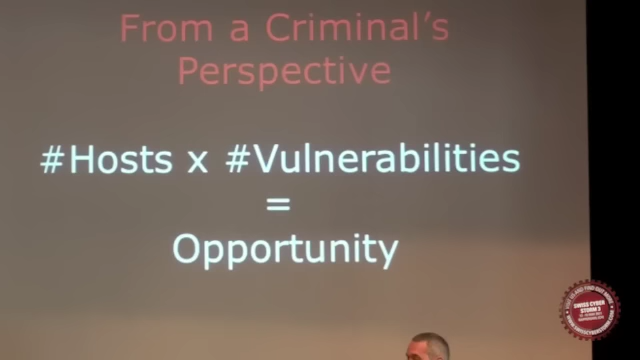 From a Criminal's
Perspective
#Hosts x #Vulnerabilities
=
Opportunity
SWISS CYBER
STORM 3